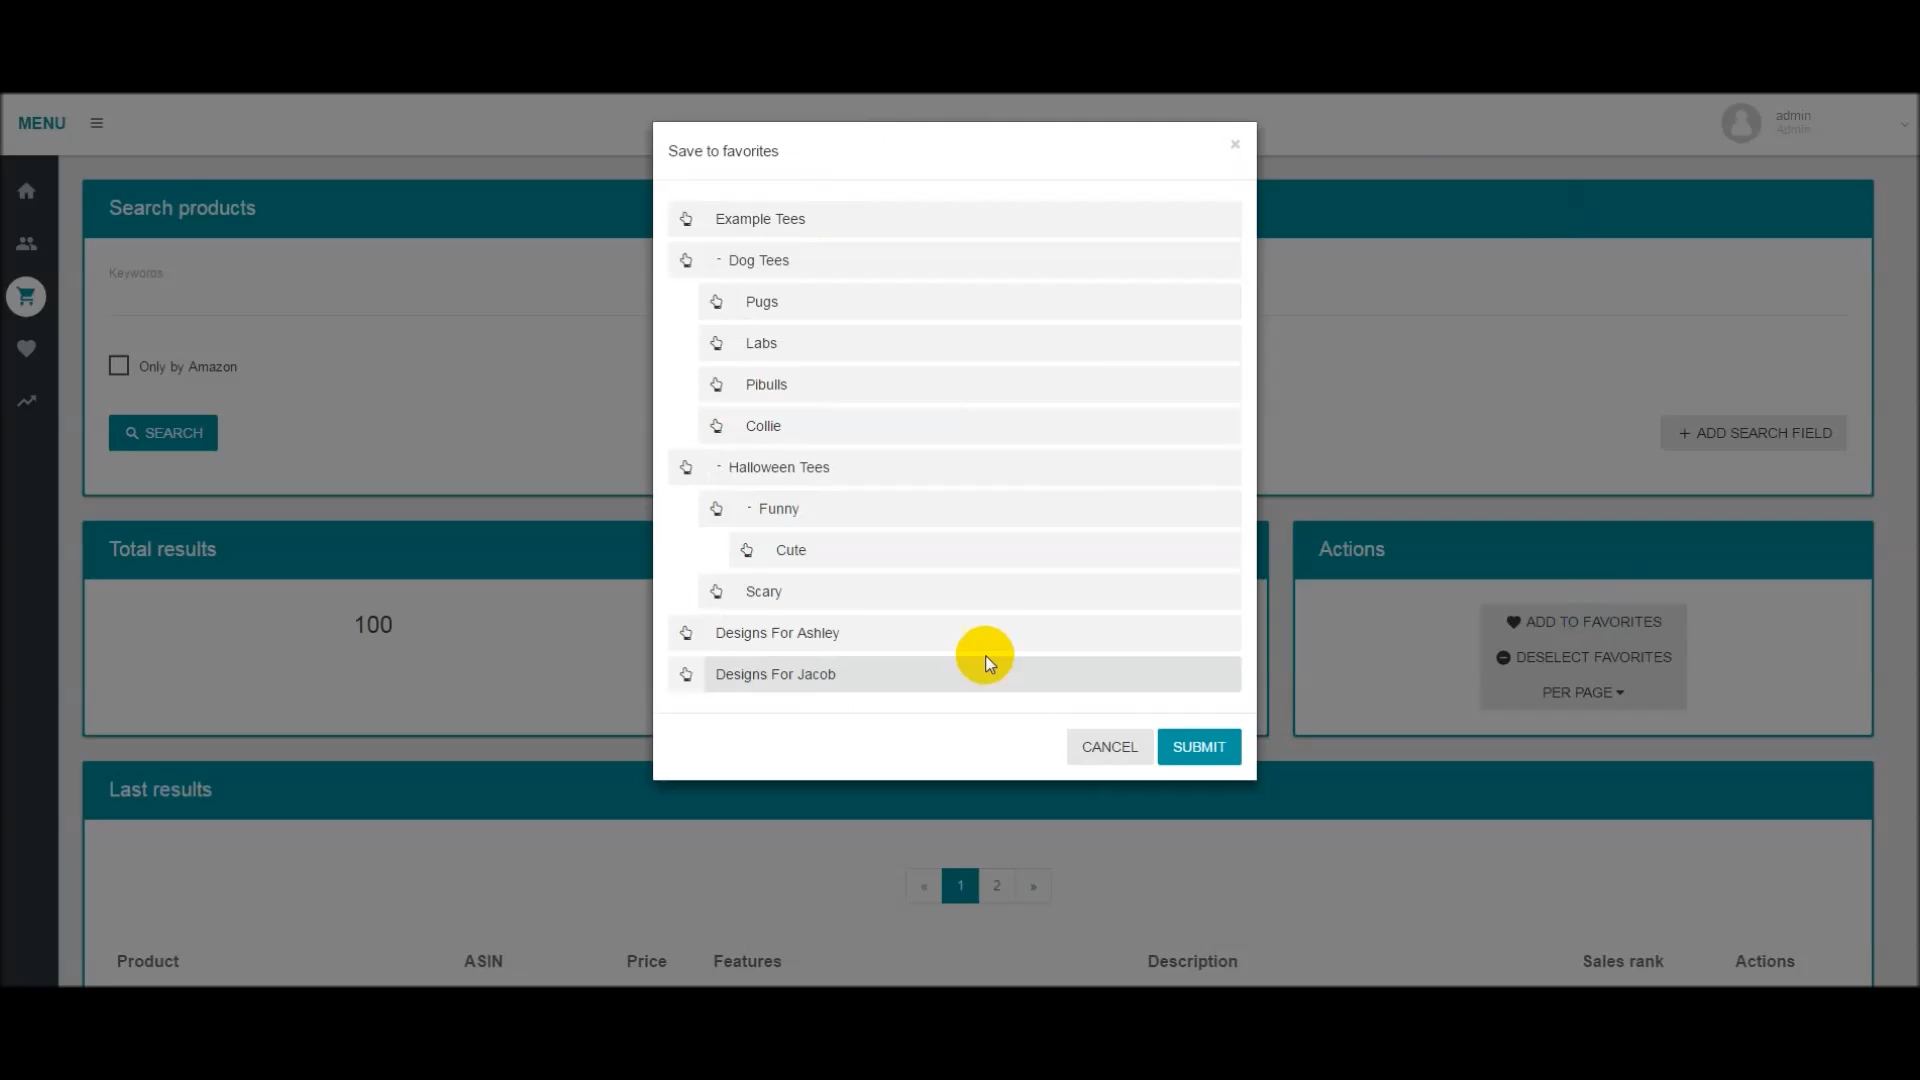 MENU
admin
4dmin
Save to favorites
×
Search products
Keywords
Only by Amazon
SEARCH
+ ADD SEARCH FIELD
Example Tees
- Dog Tees
Pugs
Labs
Pibulls
Collie
- Halloween Tees
- Funny
Cute
Scary
Designs For Ashley
Designs For Jacob
CANCEL
SUBMIT
Total results
100
Actions
ADD TO FAVORITES
DESELECT FAVORITES
PER PAGE
Last results
« 1 2 »
Product ASIN Price Features Description Sales rank Actions